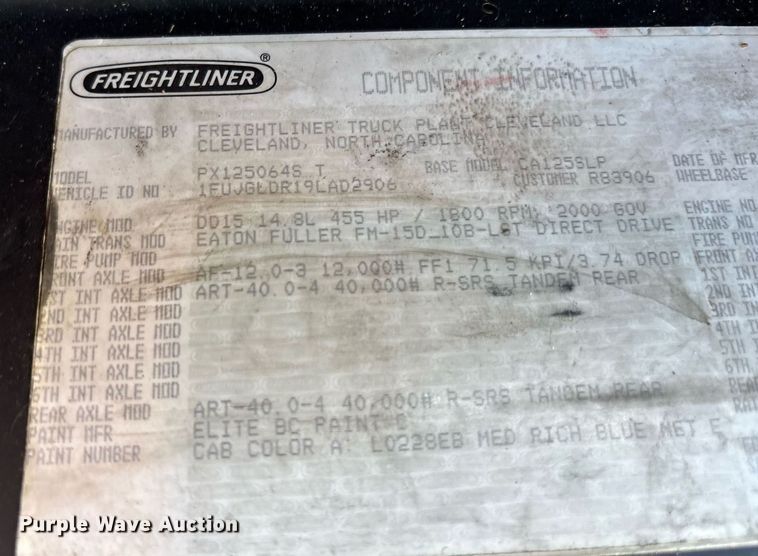 FREIGHTLINER ®
COMPONENT INFORMATION
MANUFACTURED BY FREIGHTLINER TRUCK PLANT CLEVELAND LLC
CLEVELAND, NORTH CAROLINA
MODEL PX125064S T BASE MODEL CA125SLP DATE OF MFR
VEHICLE ID NO 1FUJGLDR19LAD2906 CUSTOMER R83906 WHEELBASE
ENGINE MOD DD15 14.8L 455 HP / 1800 RPM, 2000 GOV ENGINE NO
MAIN TRANS MOD EATON FULLER FM-15D_10B-LST DIRECT DRIVE TRANS NO
FIRE PUMP MOD FIRE PUM
FRONT AXLE MOD AF-12.0-3 12,000# FF1 71.5 KPI/3.74 DROP FRONT AX
1ST INT AXLE MOD ART-40.0-4 40,000# R-SRS TANDEM REAR 1ST INT
2ND INT AXLE MOD 2ND INT
3RD INT AXLE MOD 3RD IN
4TH INT AXLE MOD 4TH I
5TH INT AXLE MOD 5TH
6TH INT AXLE MOD 6TH
REAR AXLE MOD ART-40.0-4 40,000# R-SRS TANDEM REAR REA
PAINT MFR ELITE BC PAINT RAT
PAINT NUMBER CAB COLOR A: L0228EB MED RICH BLUE MET E
Purple Wave Auction